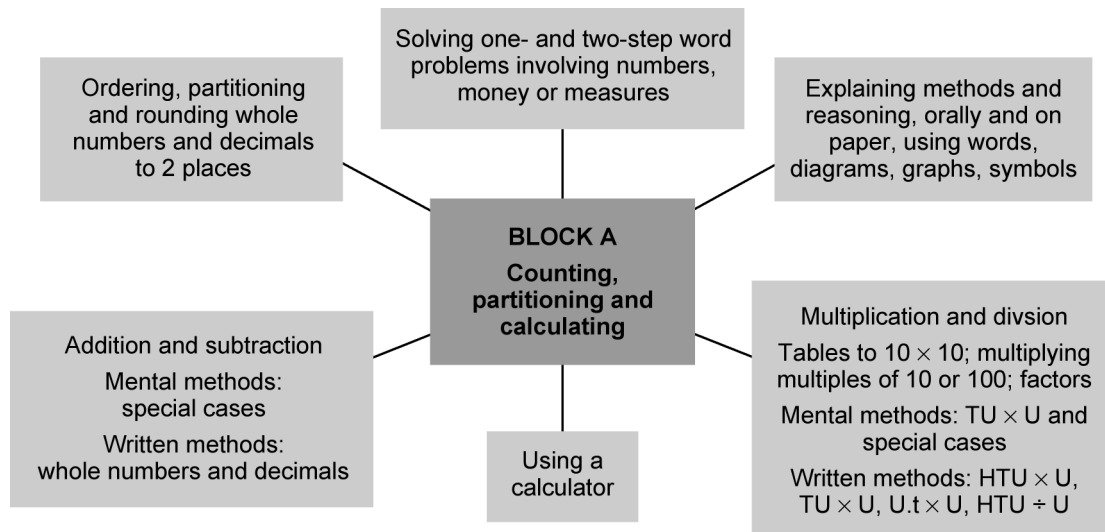 Solving one- and two-step word
problems involving numbers,
money or measures
Ordering, partitioning
and rounding whole
numbers and decimals
to 2 places
Explaining methods and
reasoning, orally and on
paper, using words,
diagrams, graphs, symbols
BLOCK A
Counting,
partitioning and
calculating
Addition and subtraction
Mental methods:
special cases
Written methods:
whole numbers and decimals
Using a
calculator
Multiplication and divsion
Tables to 10 × 10; multiplying
multiples of 10 or 100; factors
Mental methods: TU × U and
special cases
Written methods: HTU × U,
TU × U, U.t × U, HTU ÷ U